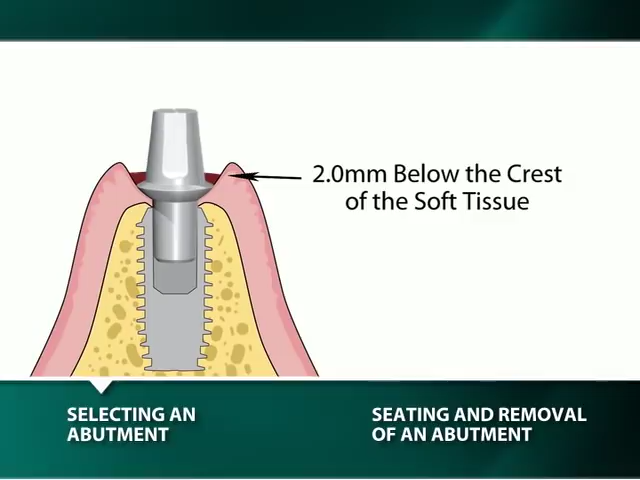 2.0mm Below the Crest
of the Soft Tissue
SELECTING AN
ABUTMENT
SEATING AND REMOVAL
OF AN ABUTMENT